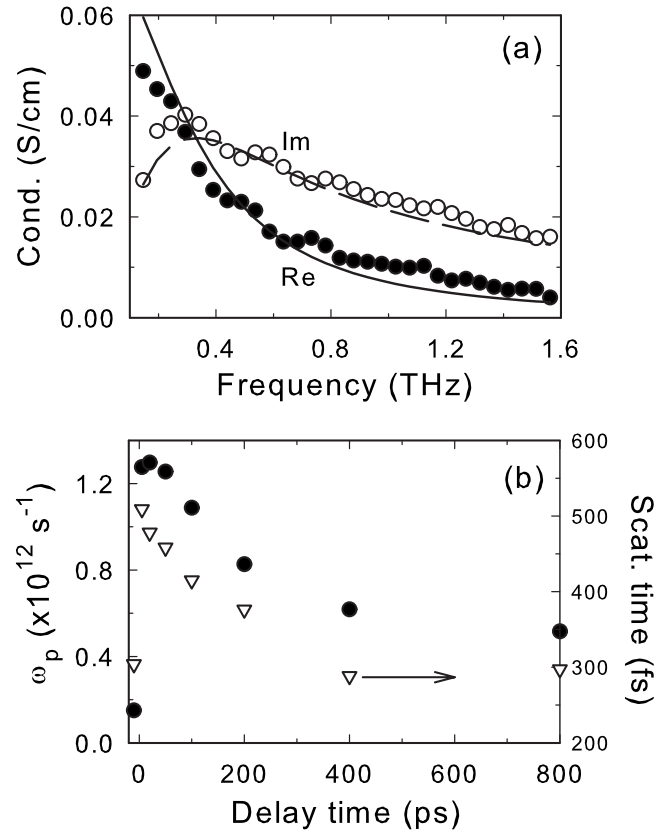 0.06
(a)
Cond. (S/cm)
0.04
Im
0.02
Re
0.00
0.4 0.8 1.2 1.6
Frequency (THz)
600
1.2
(b)
500
ω_p (x10^12 s^-1)
Scat. time (fs)
0.8
400
0.4
300
0.0
200
0 200 400 600 800
Delay time (ps)